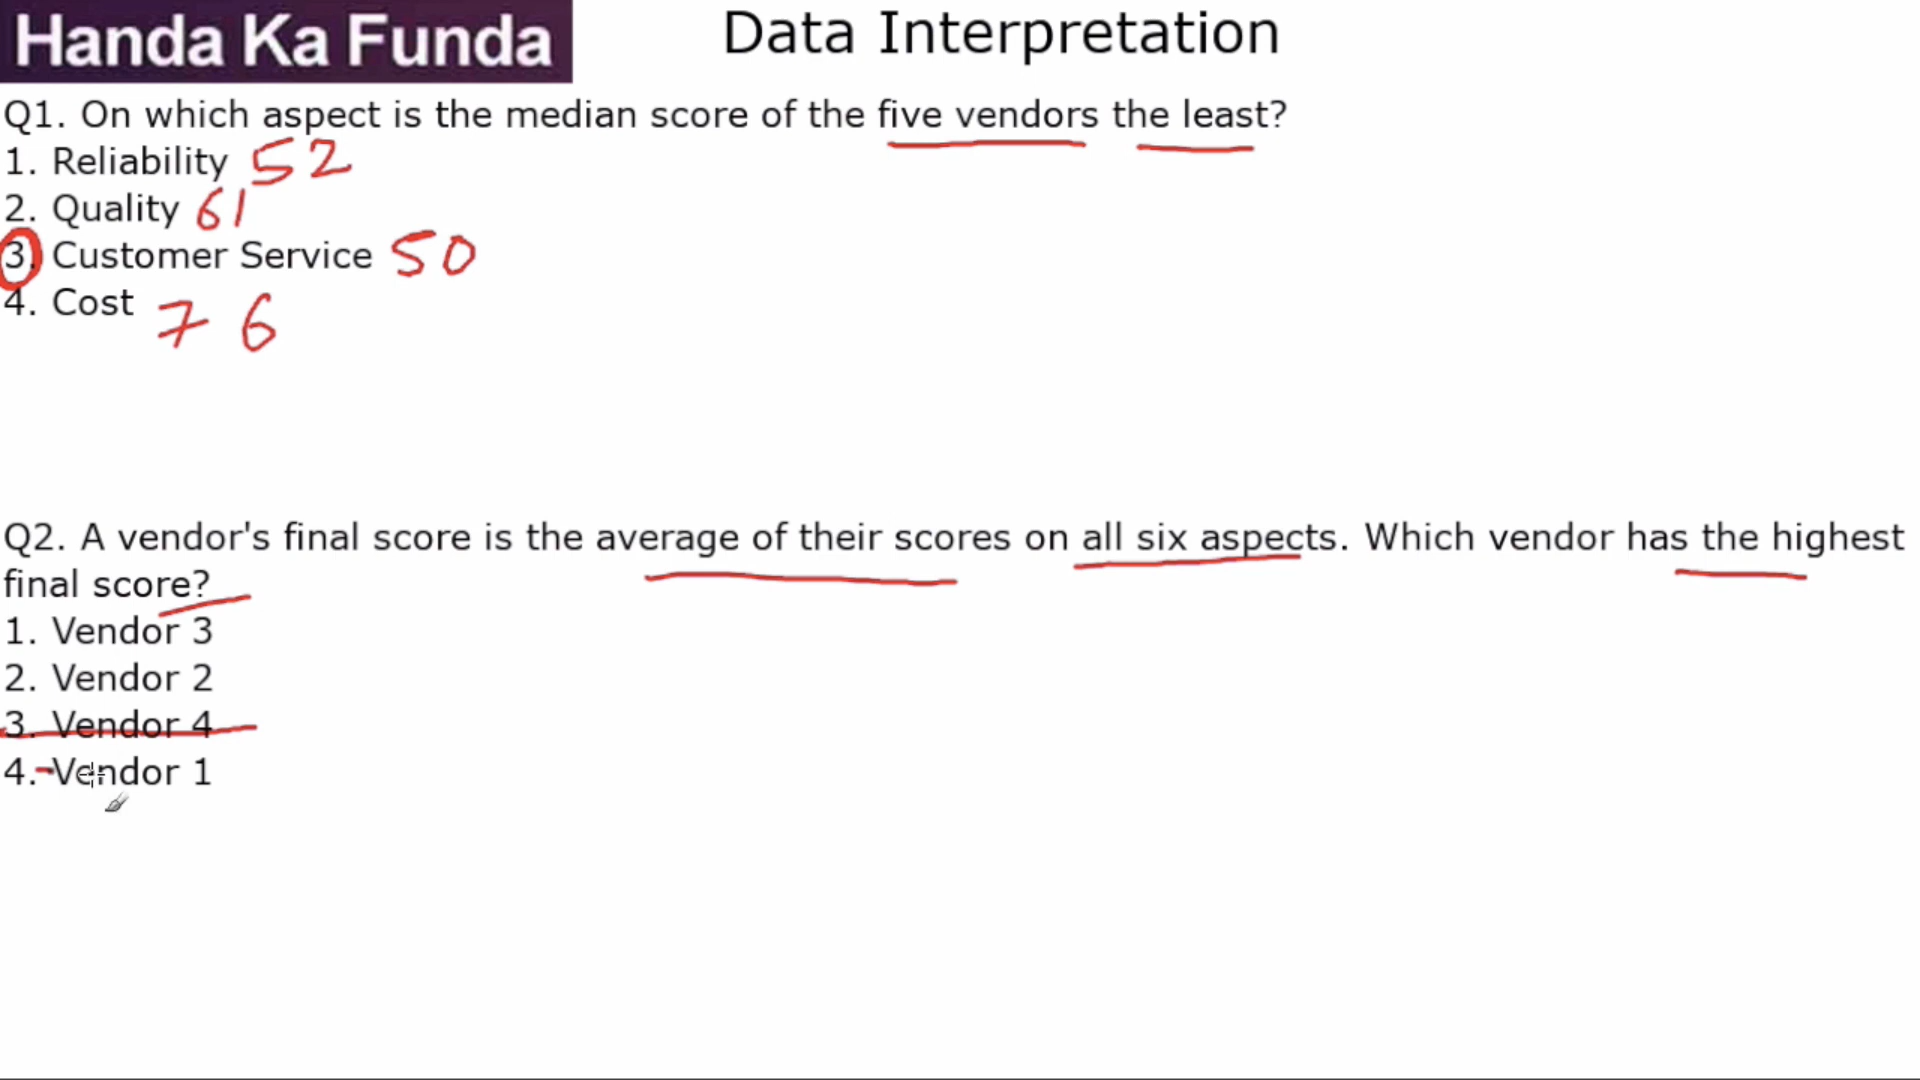 Handa Ka Funda
Data Interpretation
Q1. On which aspect is the median score of the five vendors the least?
1. Reliability 52
2. Quality 61
3. Customer Service 50
4. Cost 76
Q2. A vendor's final score is the average of their scores on all six aspects. Which vendor has the highest
final score?
1. Vendor 3
2. Vendor 2
3. Vendor 4
4. Vendor 1